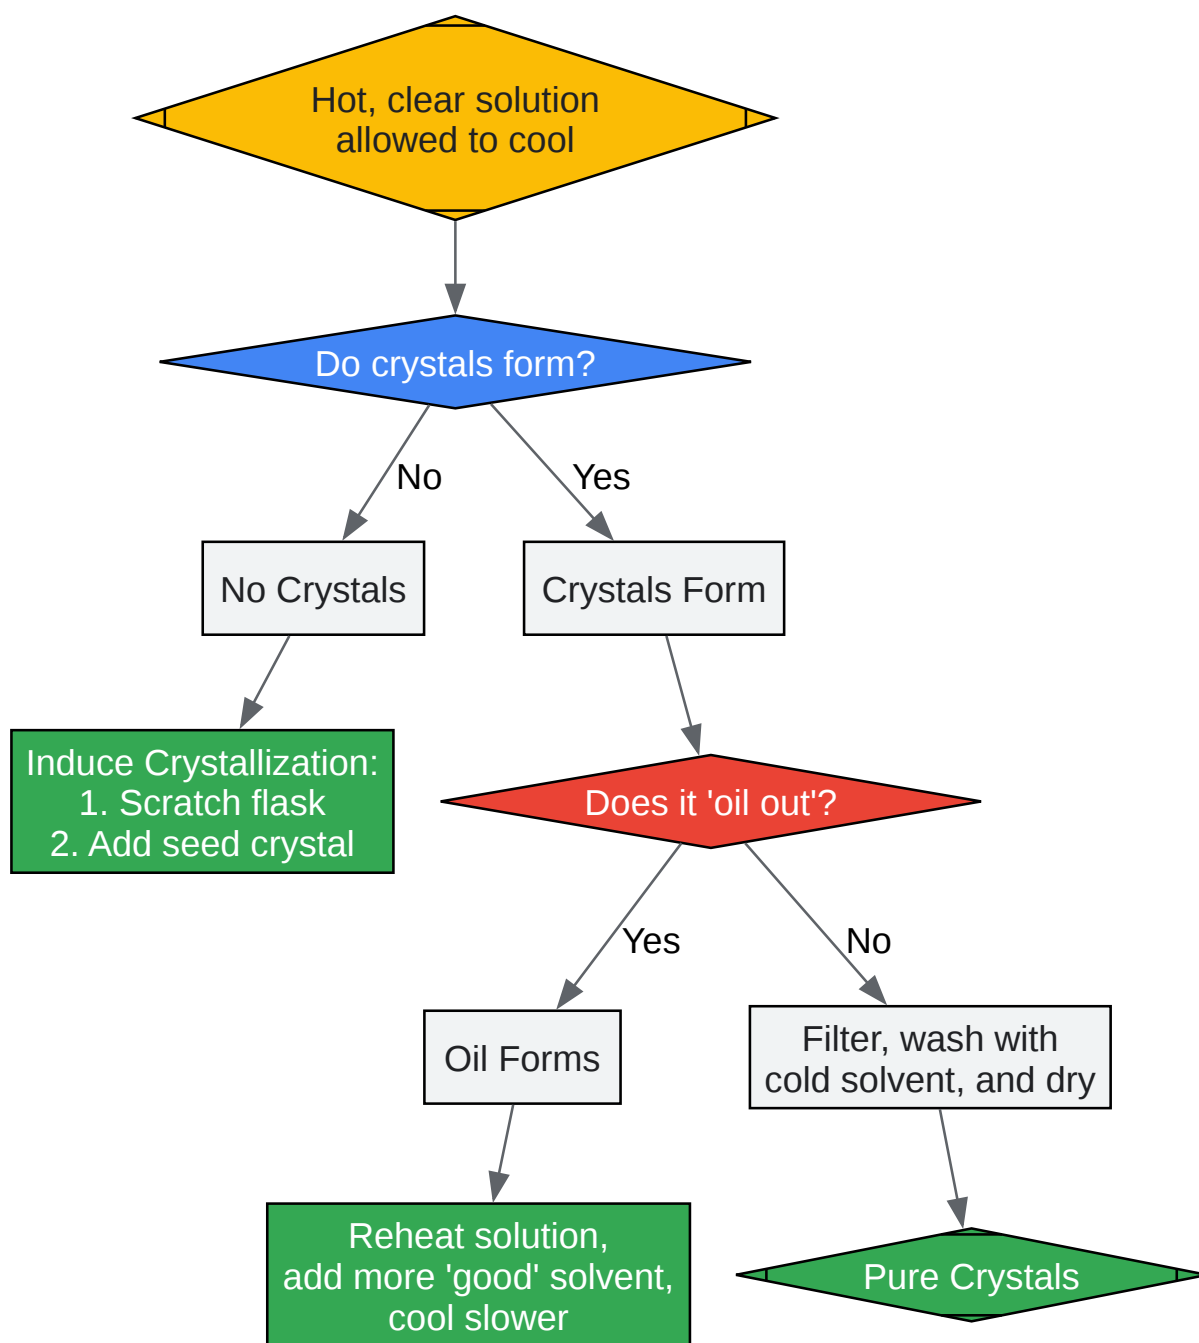 Hot, clear solution
allowed to cool
Do crystals form?
No
Yes
No Crystals
Crystals Form
Induce Crystallization:
1. Scratch flask
2. Add seed crystal
Does it 'oil out'?
Yes
No
Oil Forms
Filter, wash with
cold solvent, and dry
Reheat solution,
add more 'good' solvent,
cool slower
Pure Crystals